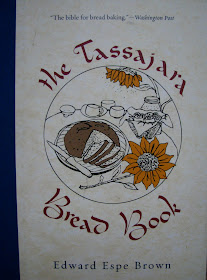 "The bible for bread baking." – Washington Post
the Tassajara
Bread Book
Edward Espe Brown